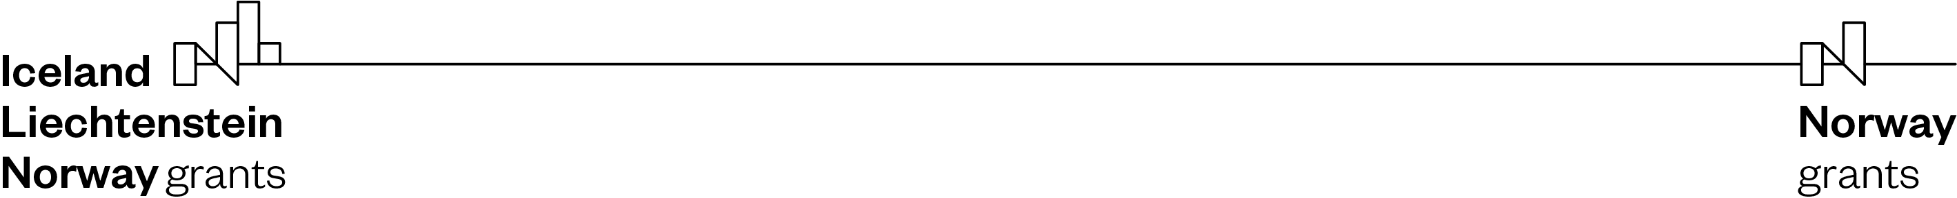 Iceland
Liechtenstein
Norway grants
Norway
grants